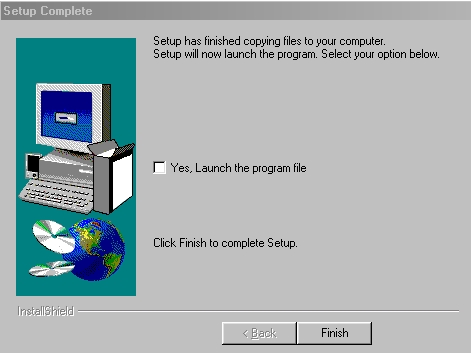 Setup Complete
Setup has finished copying files to your computer.
Setup will now launch the program. Select your option below.
Yes, Launch the program file
Click Finish to complete Setup.
InstallShield
< Back
Finish